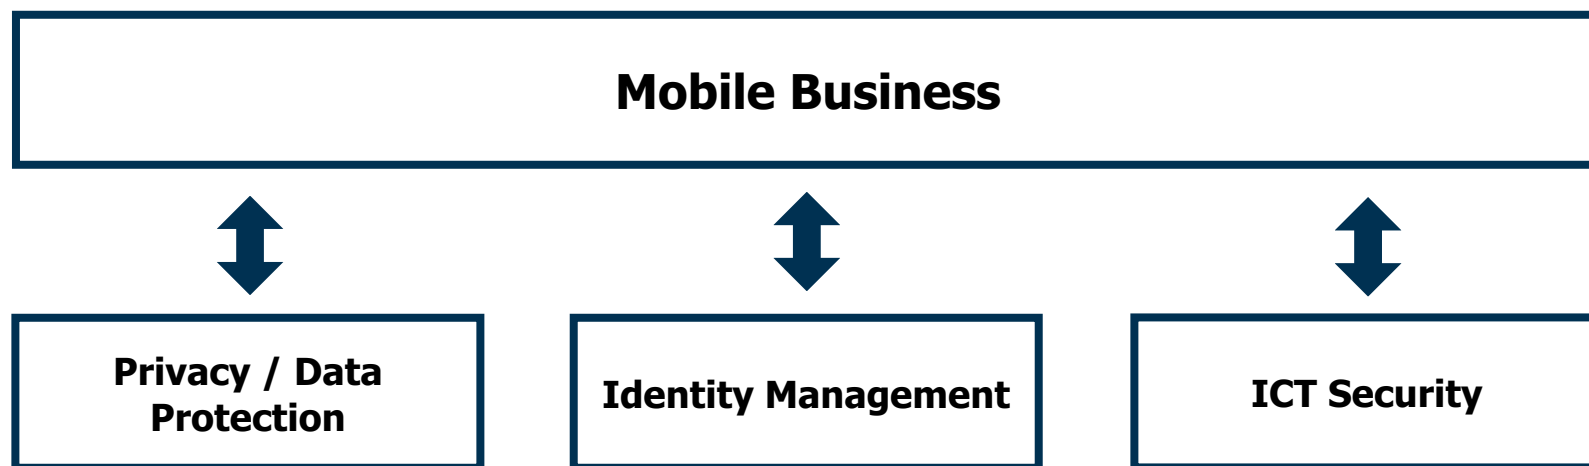 Mobile Business
Privacy / Data
Protection
Identity Management
ICT Security